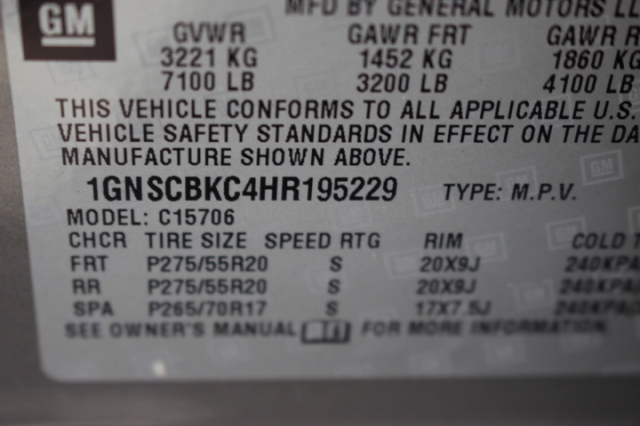 GM
MFD BY GENERAL MOTORS LL
GVWR GAWR FRT GAWR R
3221 KG 1452 KG 1860 KG
7100 LB 3200 LB 4100 LB
THIS VEHICLE CONFORMS TO ALL APPLICABLE U.S.
VEHICLE SAFETY STANDARDS IN EFFECT ON THE DA
MANUFACTURE SHOWN ABOVE.
1GNSCBKC4HR195229 TYPE: M.P.V.
MODEL: C15706
CHCR TIRE SIZE SPEED RTG RIM COLD T
FRT P275/55R20 S 20X9J 240KPA
RR P275/55R20 S 20X9J 240KPA
SPA P265/70R17 S 17X7.5J 240KPA
SEE OWNER'S MANUAL FOR MORE INFORMATION.